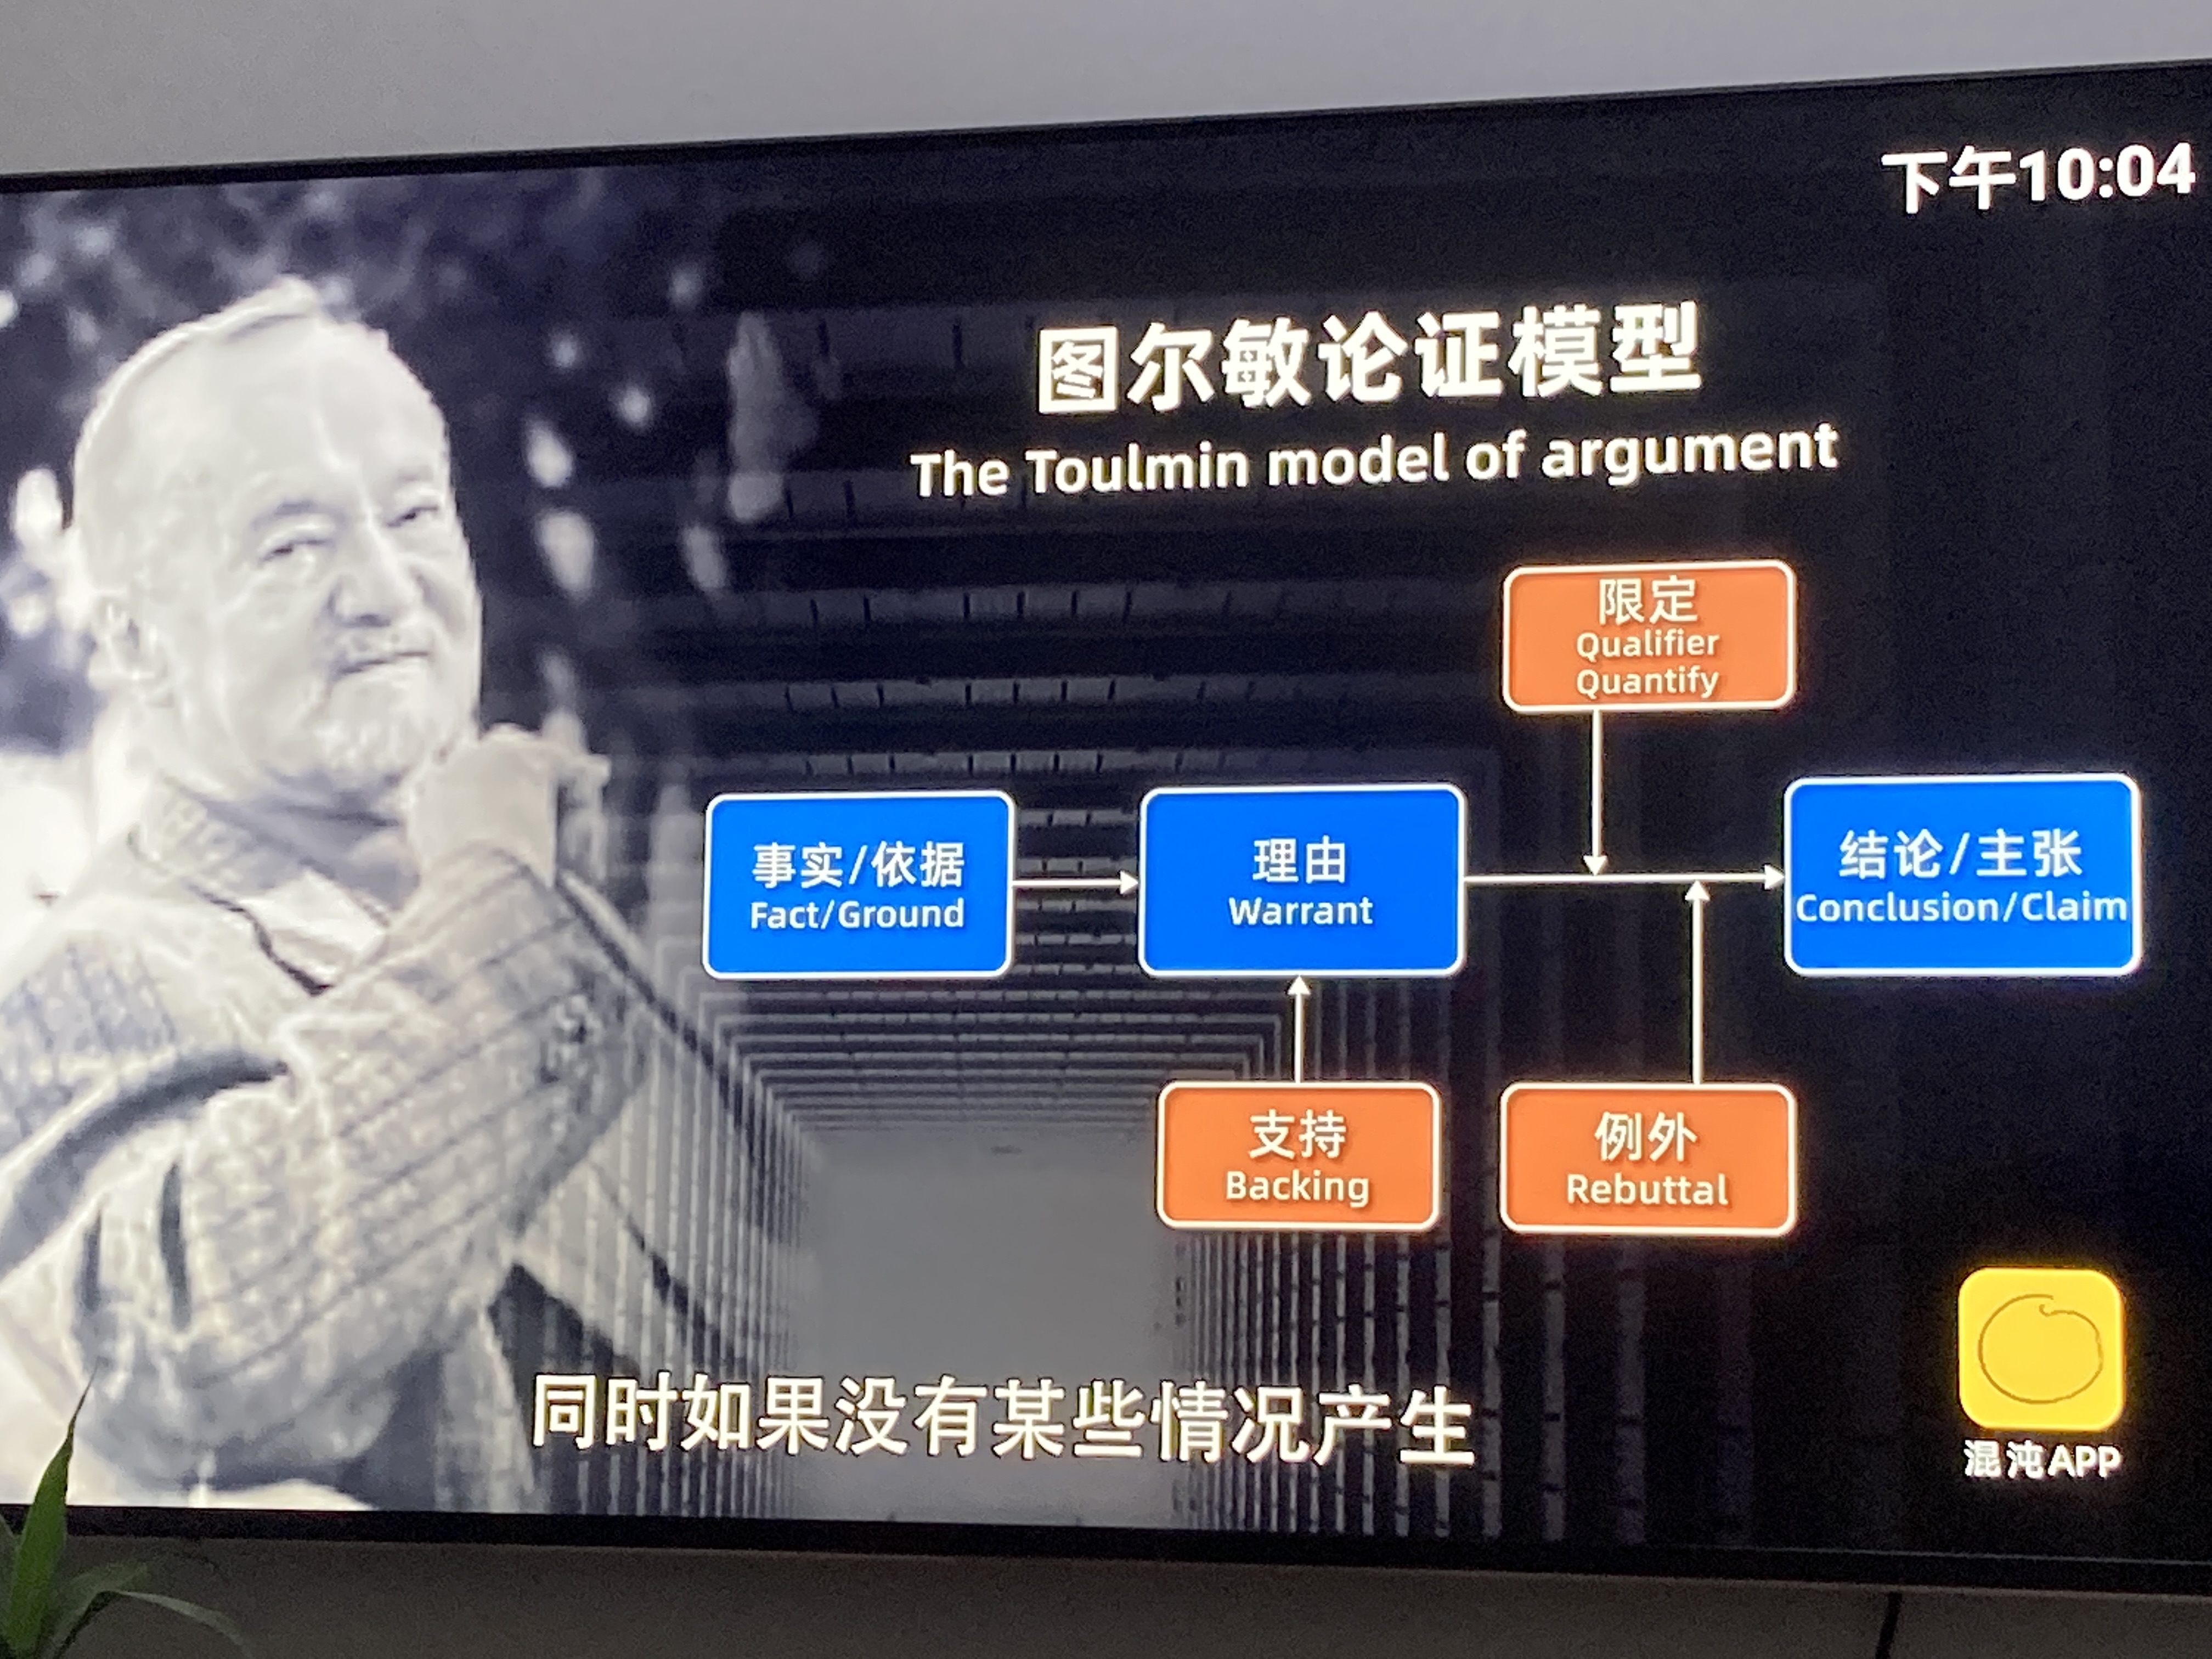 下午10:04
图尔敏论证模型
The Toulmin model of argument
限定
Qualifier
Quantify
事实/依据
Fact/Ground
理由
Warrant
结论/主张
Conclusion/Claim
支持
Backing
例外
Rebuttal
同时如果没有某些情况产生
混沌APP